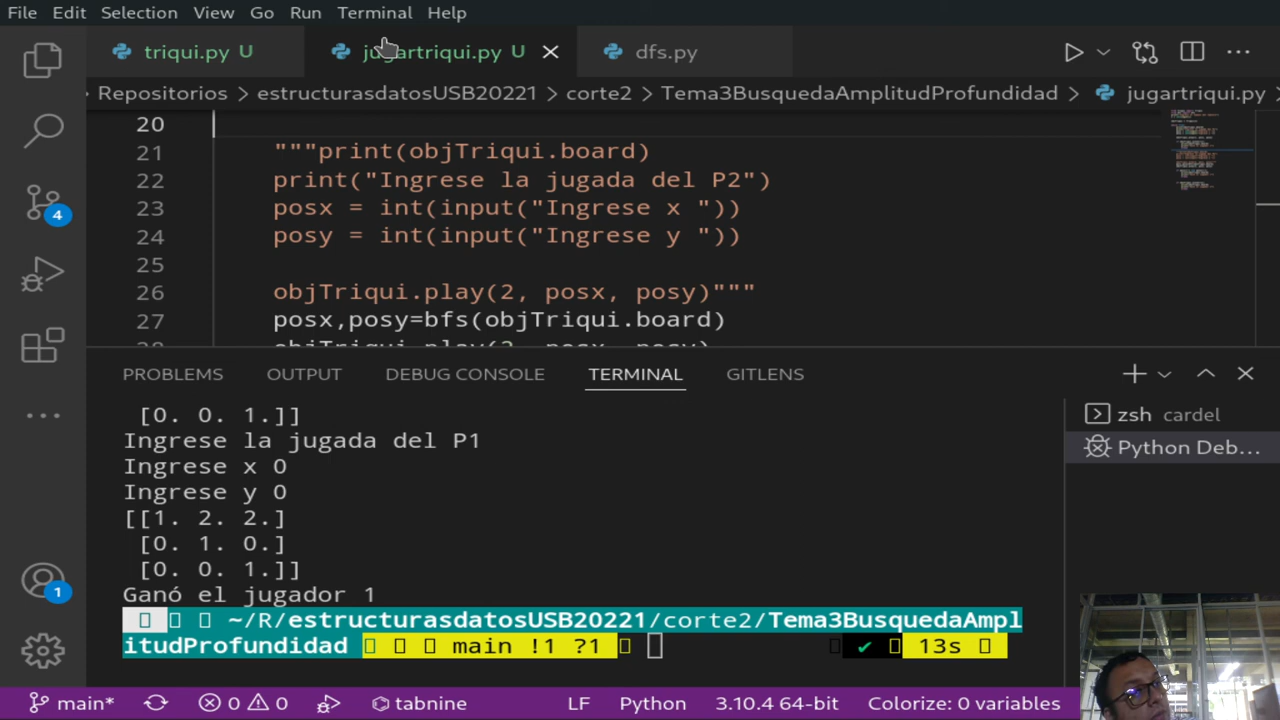 File Edit Selection View Go Run Terminal Help
triqui.py U jugartriqui.py U dfs.py
Repositorios > estructurasdatosUSB20221 > corte2 > Tema3BusquedaAmplitudProfundidad > jugartriqui.py
20
21 """print(objTriqui.board)
22 print("Ingrese la jugada del P2")
23 posx = int(input("Ingrese x "))
24 posy = int(input("Ingrese y "))
25
26 objTriqui.play(2, posx, posy)"""
27 posx,posy=bfs(objTriqui.board)
28 objTriqui.play(2, posx, posy)
4
PROBLEMS OUTPUT DEBUG CONSOLE TERMINAL GITLENS
[0. 0. 1.]]
Ingrese la jugada del P1
Ingrese x 0
Ingrese y 0
[[1. 2. 2.]
[0. 1. 0.]
[0. 0. 1.]]
Ganó el jugador 1
~/R/estructurasdatosUSB20221/corte2/Tema3BusquedaAmpl
itudProfundidad main !1 ?1 ✔ 13s
zsh cardel
Python Deb...
1
main* 0 0 tabnine LF Python 3.10.4 64-bit Colorize: 0 variables